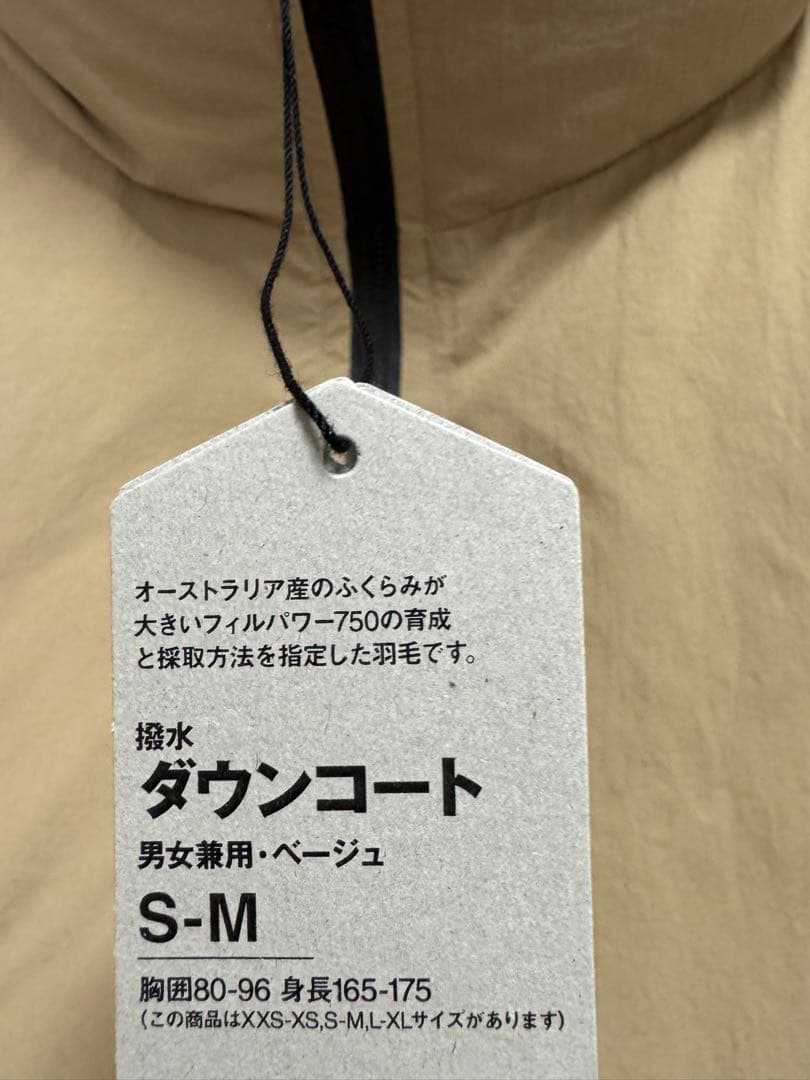 オーストラリア産のふくらみが
大きいフィルパワー750の育成
と採取方法を指定した羽毛です。
撥水
ダウンコート
男女兼用・ベージュ
S-M
胸囲80-96 身長165-175
(この商品はXXS-XS,S-M,L-XLサイズがあります)